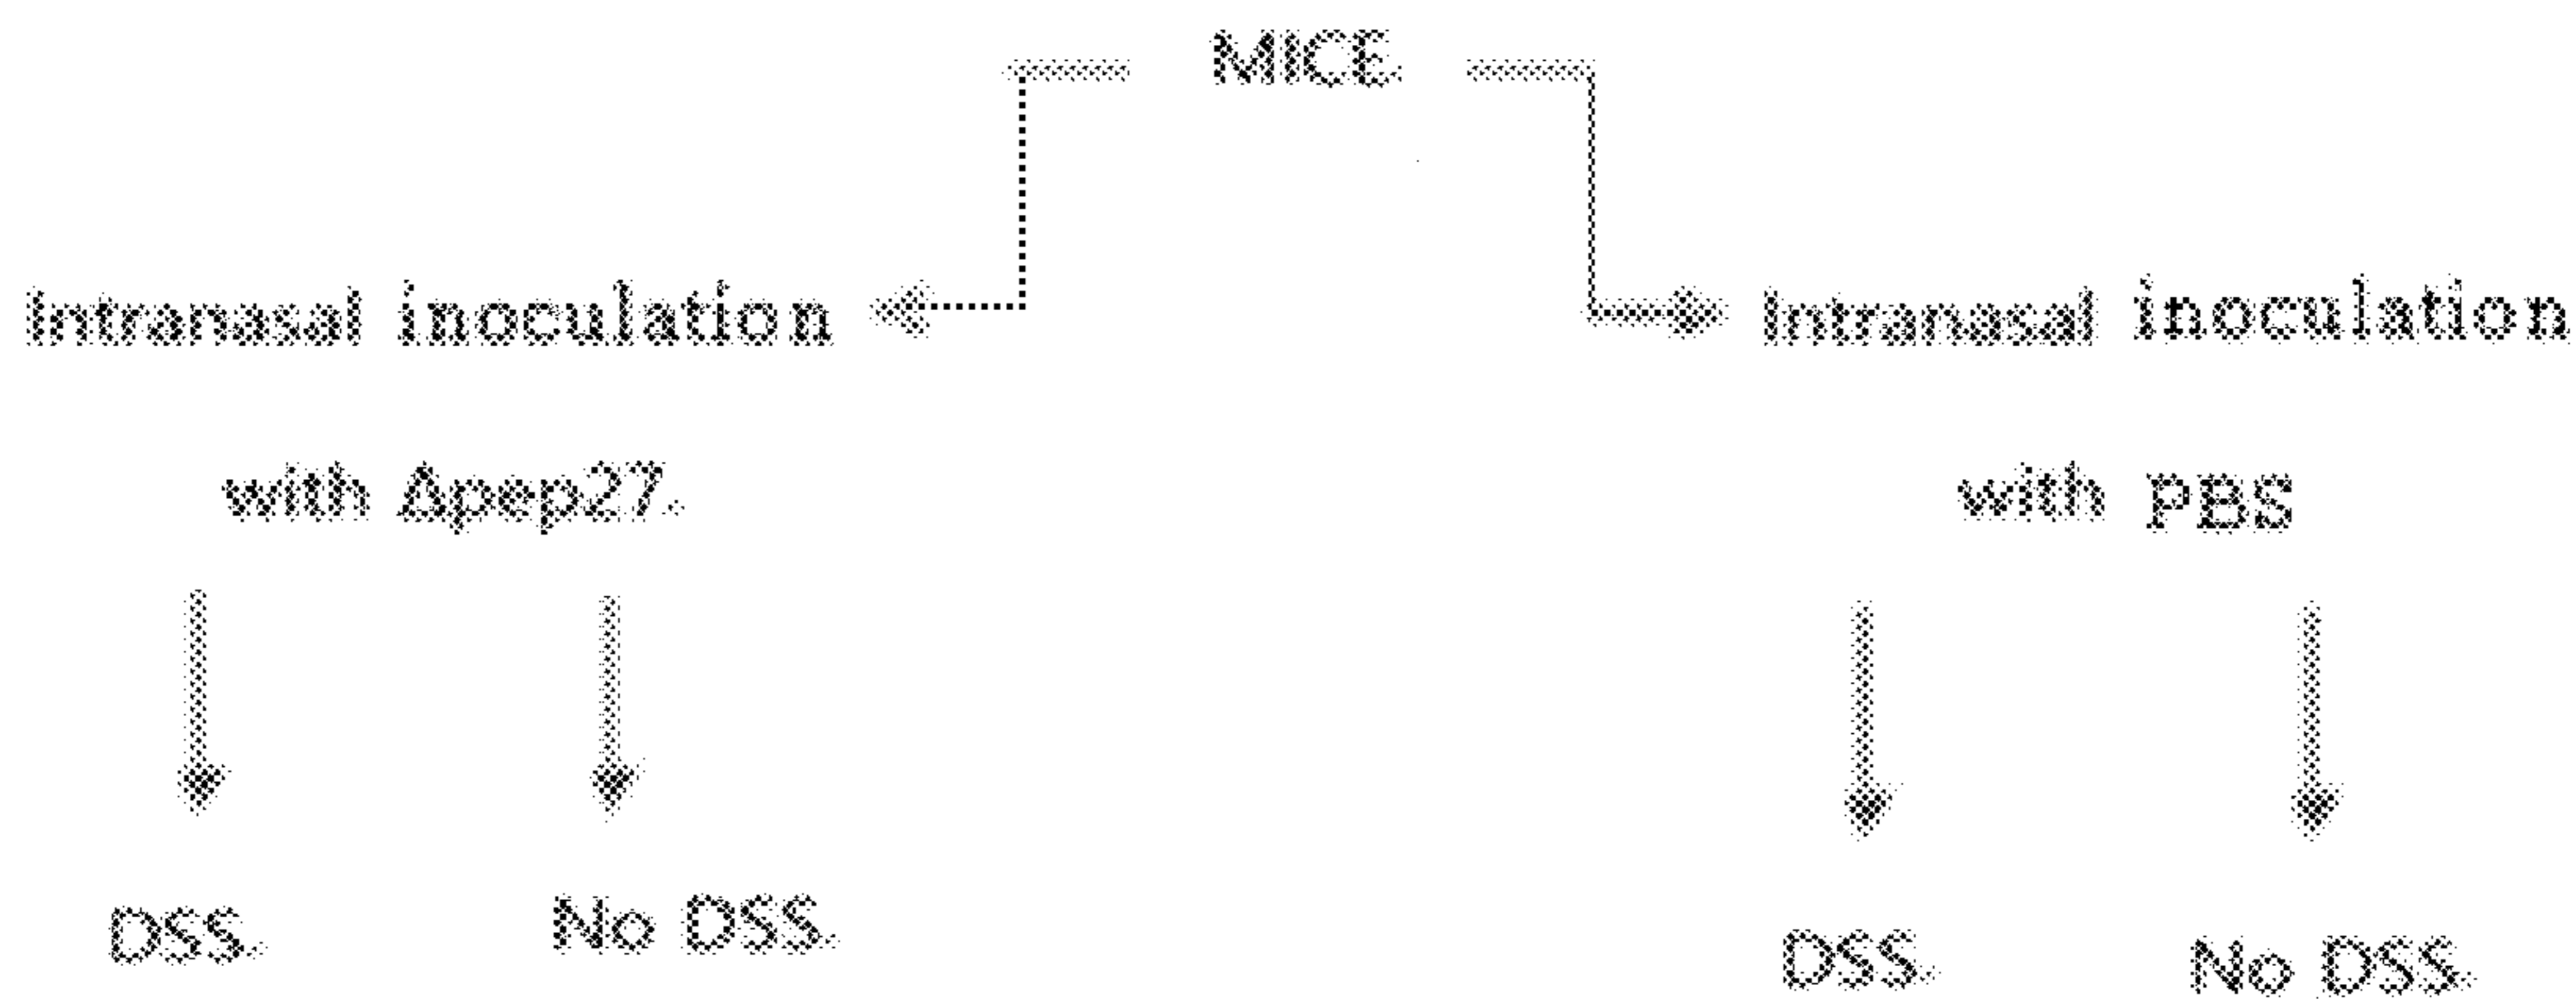 MICE
Intranasal inoculation
with Δpep27
Intranasal inoculation
with PBS
DSS
No DSS
DSS
No DSS